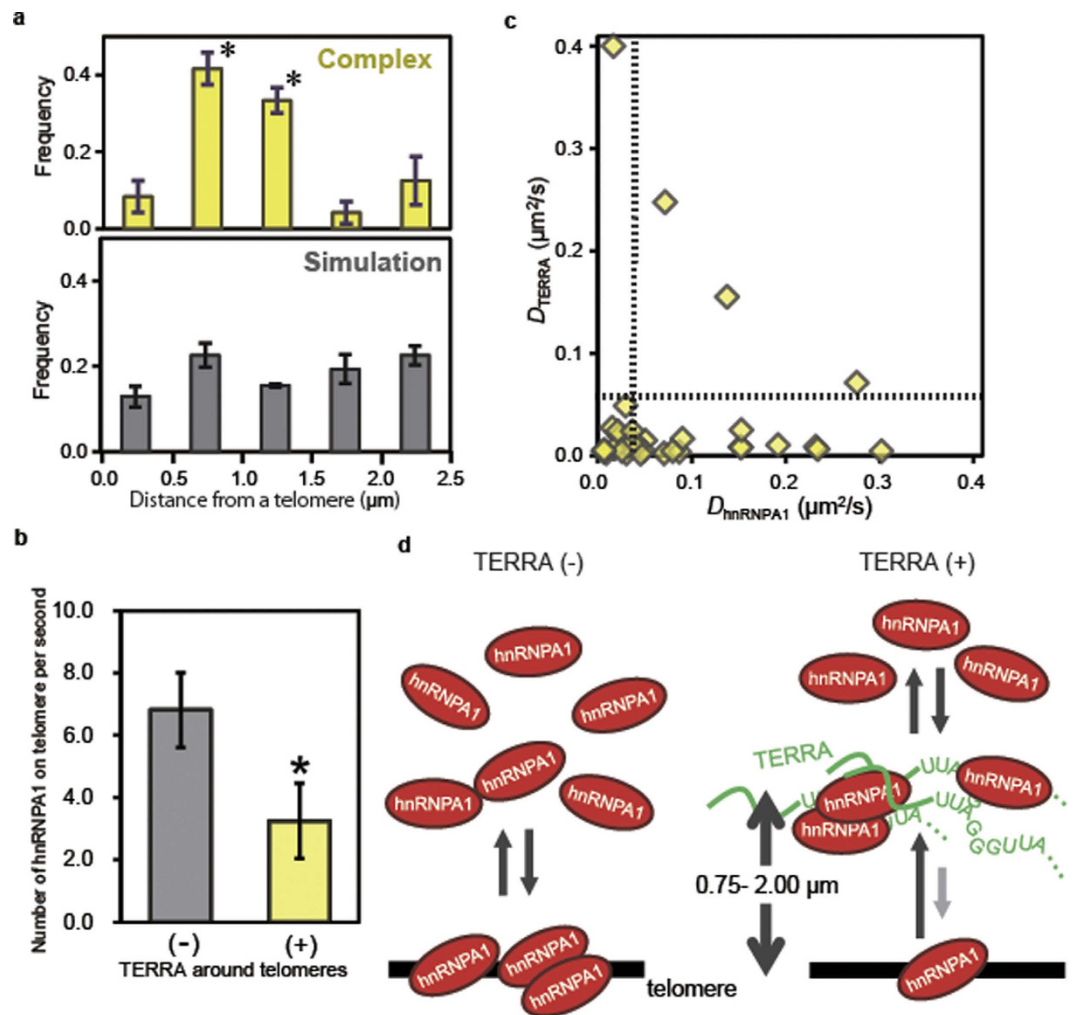 a
Complex
*
*
Frequency
0.4
0.2
0.0
Simulation
Frequency
0.4
0.2
0.0
0.0 0.5 1.0 1.5 2.0 2.5
Distance from a telomere (μm)
c
0.4
0.3
0.2
0.1
0.0
DTERRA (μm²/s)
0.0 0.1 0.2 0.3 0.4
DhnRNPA1 (μm²/s)
b
Number of hnRNPA1 on telomere per second
10.0
8.0
6.0
4.0
2.0
0.0
*
(-) (+)
TERRA around telomeres
d
TERRA (-)
hnRNPA1
hnRNPA1
hnRNPA1
hnRNPA1
hnRNPA1
hnRNPA1
hnRNPA1
hnRNPA1
hnRNPA1
telomere
TERRA (+)
hnRNPA1
hnRNPA1
hnRNPA1
TERRA
UUA
hnRNPA1
U
hnRNPA1
UUAG
hnRNPA1
UA
GGUUA
0.75- 2.00 μm
hnRNPA1